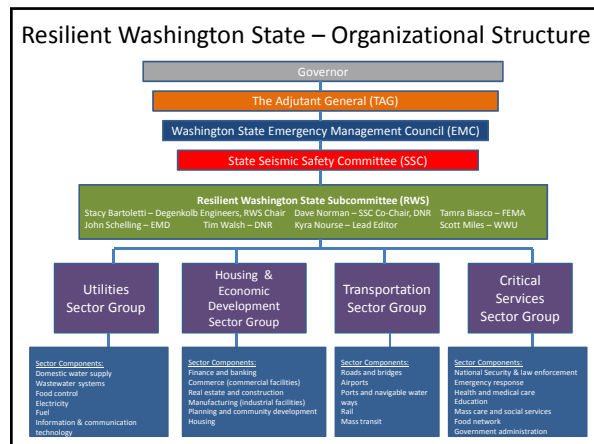 Resilient Washington State – Organizational Structure
Governor
The Adjutant General (TAG)
Washington State Emergency Management Council (EMC)
State Seismic Safety Committee (SSC)
Resilient Washington State Subcommittee (RWS)
Stacy Bartoletti – Degenkolb Engineers, RWS Chair Dave Norman – SSC Co-Chair, DNR Tamra Biasco – FEMA
John Schelling – EMD Tim Walsh – DNR Kyra Nourse – Lead Editor Scott Miles – WWU
Utilities
Sector Group
Housing &
Economic
Development
Sector Group
Transportation
Sector Group
Critical
Services
Sector Group
Sector Components:
Domestic water supply
Wastewater systems
Food control
Electricity
Fuel
Information & communication
technology
Sector Components:
Finance and banking
Commerce (commercial facilities)
Real estate and construction
Manufacturing (industrial facilities)
Planning and community development
Housing
Sector Components:
Roads and bridges
Airports
Ports and navigable water
ways
Rail
Mass transit
Sector Components:
National Security & law enforcement
Emergency response
Health and medical care
Education
Mass care and social services
Food network
Government administration